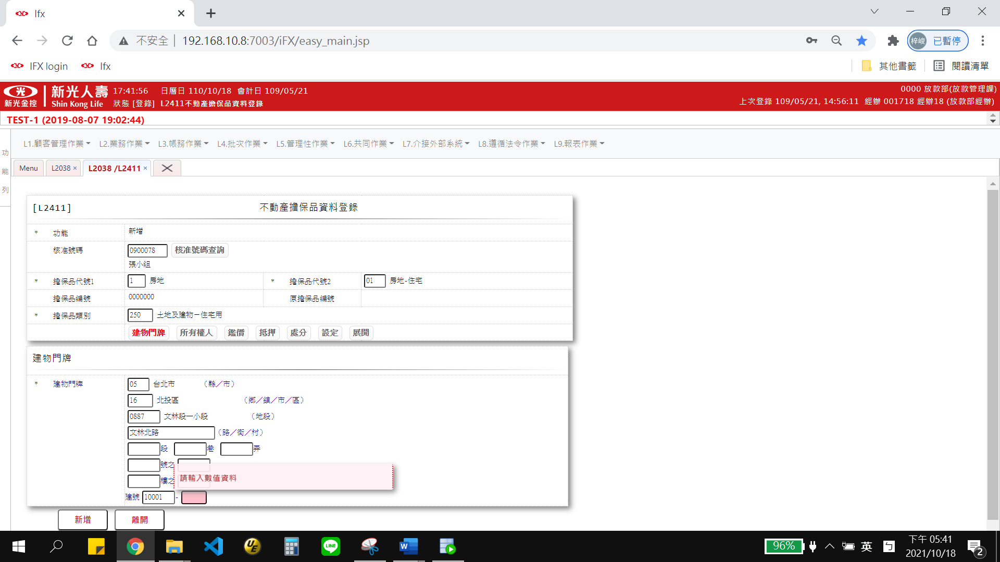 lfx
不安全 192.168.10.8:7003/iFX/easy_main.jsp
梓峻 已暫停
IFX login lfx 其他書籤 閱讀清單
新光金控 新光人壽 Shin Kong Life
17:41:56 日曆日 110/10/18 會計日 109/05/21
狀態 [登錄] L2411不動產擔保品資料登錄
0000 放款部(放款管理課)
上次登錄 109/05/21, 14:56:11 經辦 001718 經辦18 (放款部經辦)
TEST-1 (2019-08-07 19:02:44)
功能列
L1.顧客管理作業 L2.業務作業 L3.帳務作業 L4.批次作業 L5.管理性作業 L6.共同作業 L7.介接外部系統 L8.遵循法令作業 L9.報表作業
Menu L2038 × L2038 /L2411 ×
[L2411] 不動產擔保品資料登錄
* 功能 新增
核准號碼 0900078 核准號碼查詢
張小組
* 擔保品代號1 1 房地 * 擔保品代號2 01 房地-住宅
擔保品編號 0000000 原擔保品編號
* 擔保品類別 250 土地及建物－住宅用
建物門牌 所有權人 鑑價 抵押 處分 設定 展開
建物門牌
* 建物門牌 05 台北市 （縣／市）
16 北投區 （鄉／鎮／市／區）
0887 文林段一小段 （地段）
文林北路 （路／街／村）
段 巷 弄
號之
樓之
請輸入數值資料
建號 10001 -
新增 離開
UE LINE W
96% 英 ㄅ 下午 05:41
2021/10/18 2